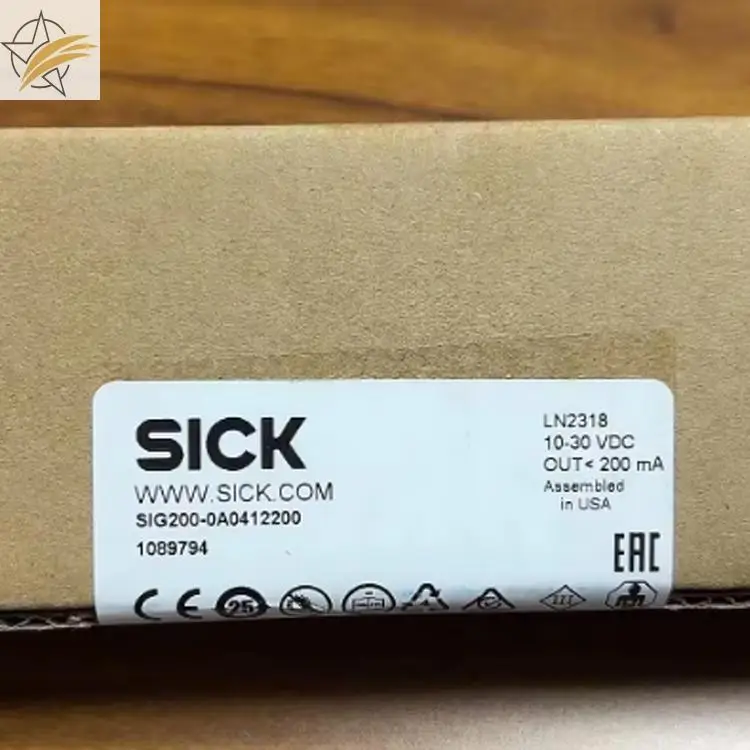 SICK
WWW.SICK.COM
SIG200-0A0412200
1089794
LN2318
10-30 VDC
OUT< 200 mA
Assembled
in USA
EAC
CE 25